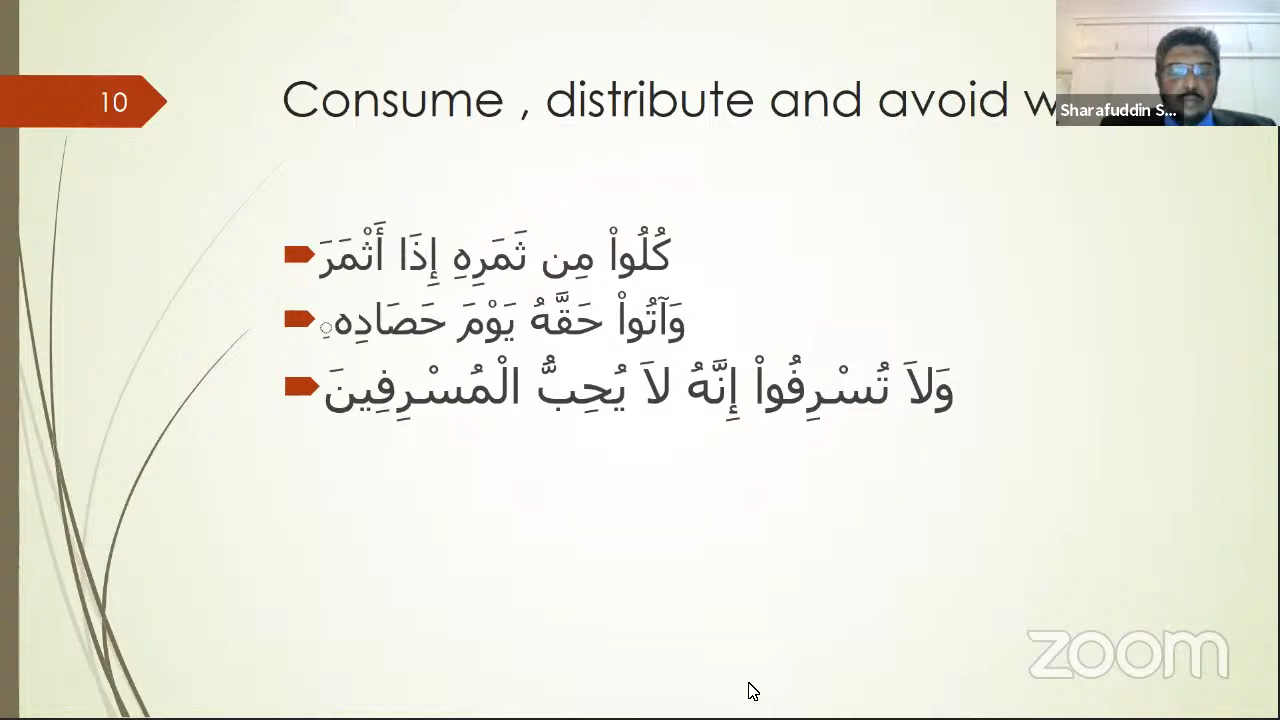 10
Consume , distribute and avoid
Sharafuddin S...
كُلُواْ مِن ثَمَرِهِ إِذَا أَثْمَرَ
وَآتُواْ حَقَّهُ يَوْمَ حَصَادِهِ
وَلاَ تُسْرِفُواْ إِنَّهُ لاَ يُحِبُّ الْمُسْرِفِينَ
zoom